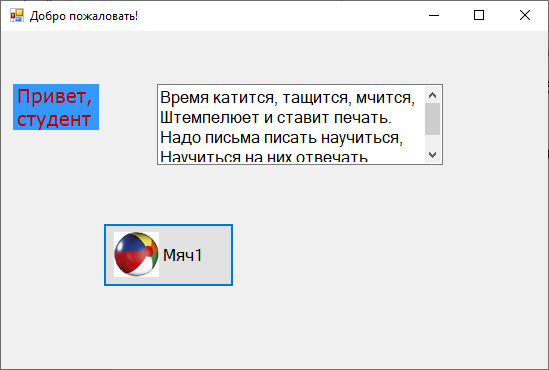 Добро пожаловать!
Привет,
студент
Время катится, тащится, мчится,
Штемпелюет и ставит печать.
Надо письма писать научиться,
Научиться на них отвечать
Мяч1